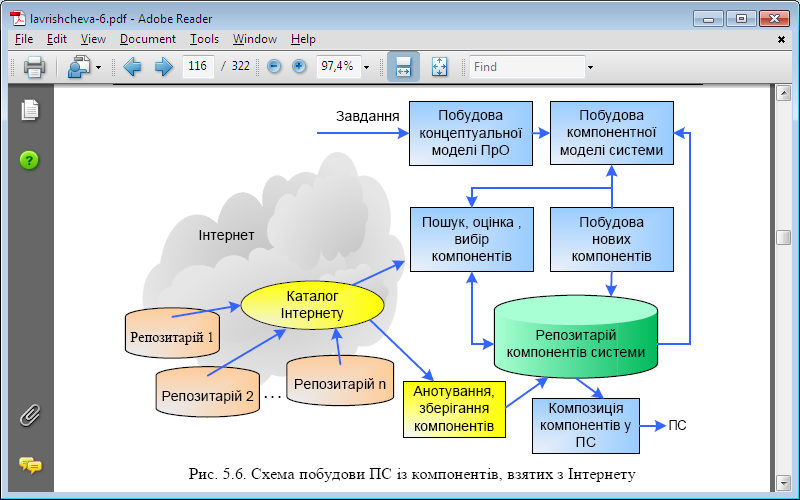 lavrishcheva-6.pdf - Adobe Reader
File Edit View Document Tools Window Help
116 / 322 97,4% Find
Завдання
Побудова
концептуальної
моделі ПрО
Побудова
компонентної
моделі системи
Інтернет
Пошук, оцінка ,
вибір
компонентів
Побудова
нових
компонентів
Каталог
Інтернету
Репозитарій 1
Репозитарій 2
...
Репозитарій n
Репозитарій
компонентів системи
Анотування,
зберігання
компонентів
Композиція
компонентів у
ПС
ПС
Рис. 5.6. Схема побудови ПС із компонентів, взятих з Інтернету